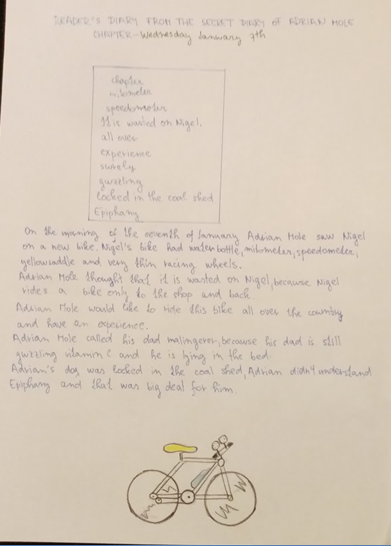 READER'S DIARY FROM THE SECRET DIARY OF ADRIAN MOLE
CHAPTER - Wednesday January 7th
chapter
milometer
speedometer
It is wasted on Nigel.
all over
experience
surely
guzzling
locked in the coal shed
Epiphany
On the morning of the seventh of January Adrian Mole saw Nigel
on a new bike. Nigel's bike had water bottle, milometer, speedometer,
yellow saddle and very thin racing wheels.
Adrian Mole thought that it is wasted on Nigel, because Nigel
rides a bike only to the shop and back.
Adrian Mole would like to ride this bike all over the country
and have an experience.
Adrian Mole called his dad malingerer, because his dad is still
guzzling vitamin C and he is lying in the bed.
Adrian's dog was locked in the coal shed, Adrian didn't understand
Epiphany and that was big deal for him.